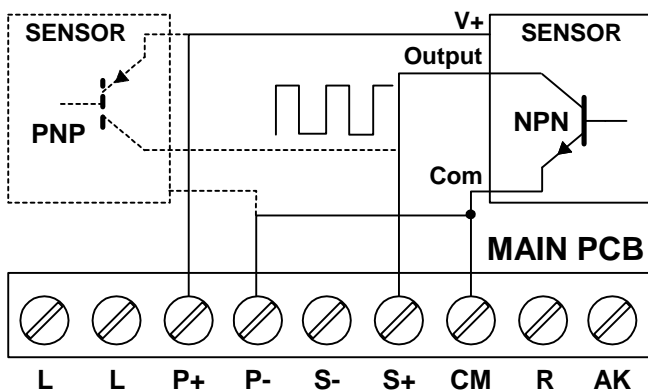 V+
SENSOR
SENSOR
Output
PNP
NPN
Com
MAIN PCB
L L P+ P- S- S+ CM R AK